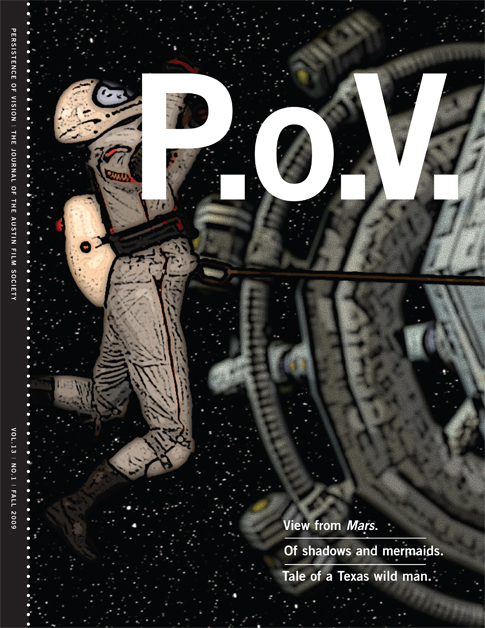 PERSISTENCE OF VISION | THE JOURNAL OF THE AUSTIN FILM SOCIETY
VOL.13 | NO.1 | FALL 2009
P.o.V.
View from Mars.
Of shadows and mermaids.
Tale of a Texas wild man.